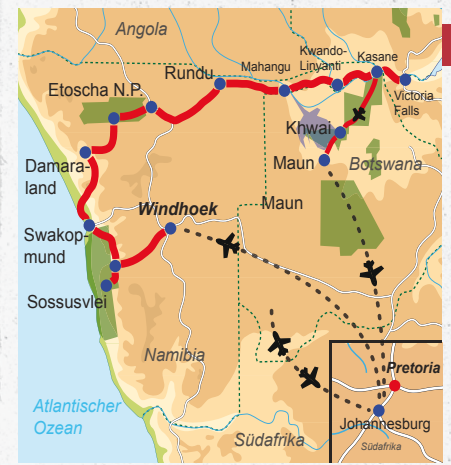 Angola
Kwando-
Linyanti
Kasane
Mahangu
Rundu
Etoscha N.P.
Victoria
Falls
Khwai
Maun
Botswana
Damara-
land
Maun
Windhoek
Swakop-
mund
Sossusvlei
Namibia
Pretoria
Atlantischer
Ozean
Johannesburg
Südafrika
Südafrika